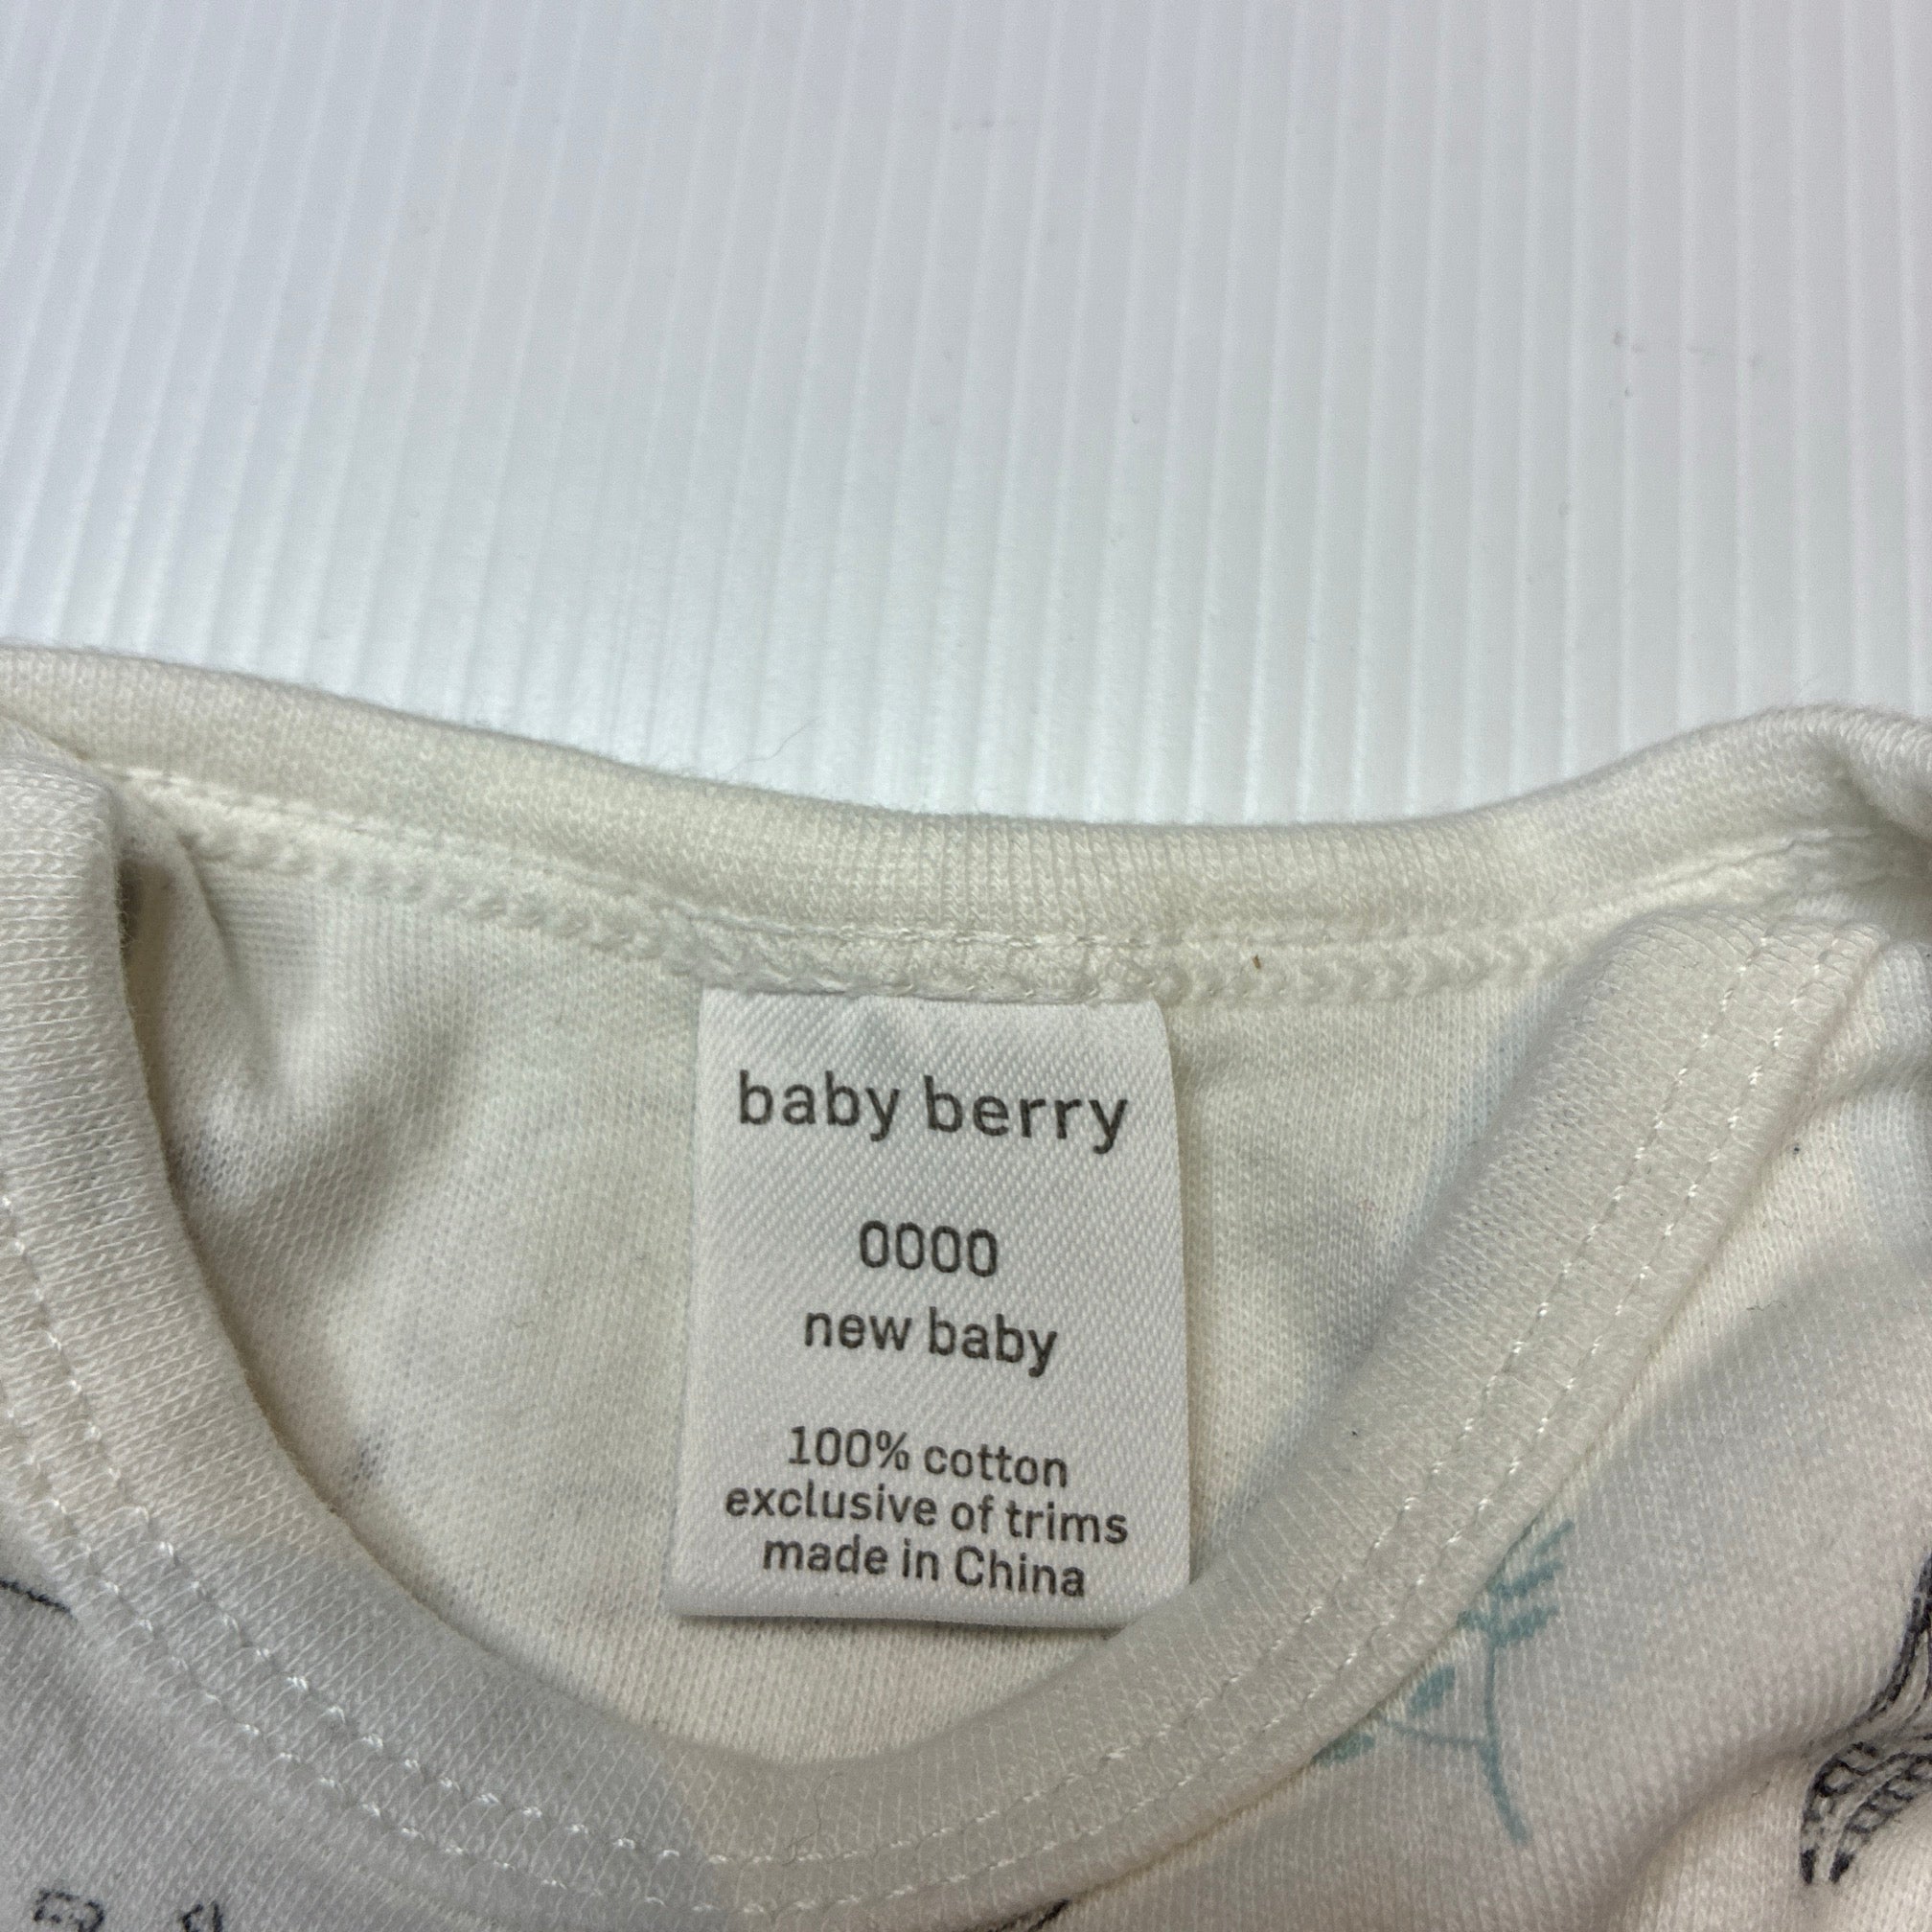 baby berry
0000
new baby
100% cotton
exclusive of trims
made in China